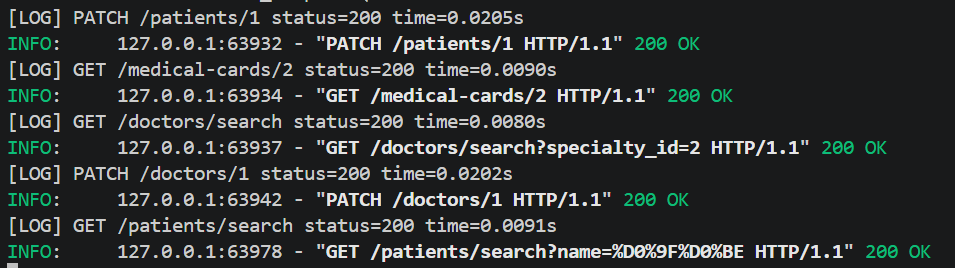 [LOG] PATCH /patients/1 status=200 time=0.0205s
INFO:     127.0.0.1:63932 - "PATCH /patients/1 HTTP/1.1" 200 OK
[LOG] GET /medical-cards/2 status=200 time=0.0090s
INFO:     127.0.0.1:63934 - "GET /medical-cards/2 HTTP/1.1" 200 OK
[LOG] GET /doctors/search status=200 time=0.0080s
INFO:     127.0.0.1:63937 - "GET /doctors/search?specialty_id=2 HTTP/1.1" 200 OK
[LOG] PATCH /doctors/1 status=200 time=0.0202s
INFO:     127.0.0.1:63942 - "PATCH /doctors/1 HTTP/1.1" 200 OK
[LOG] GET /patients/search status=200 time=0.0091s
INFO:     127.0.0.1:63978 - "GET /patients/search?name=%D0%9F%D0%BE HTTP/1.1" 200 OK